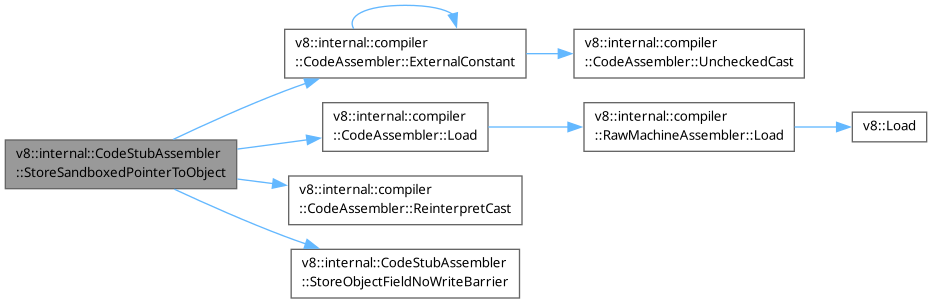 v8::internal::compiler
::CodeAssembler::ExternalConstant
v8::internal::compiler
::CodeAssembler::UncheckedCast
v8::internal::compiler
::CodeAssembler::Load
v8::internal::compiler
::RawMachineAssembler::Load
v8::Load
v8::internal::CodeStubAssembler
::StoreSandboxedPointerToObject
v8::internal::compiler
::CodeAssembler::ReinterpretCast
v8::internal::CodeStubAssembler
::StoreObjectFieldNoWriteBarrier